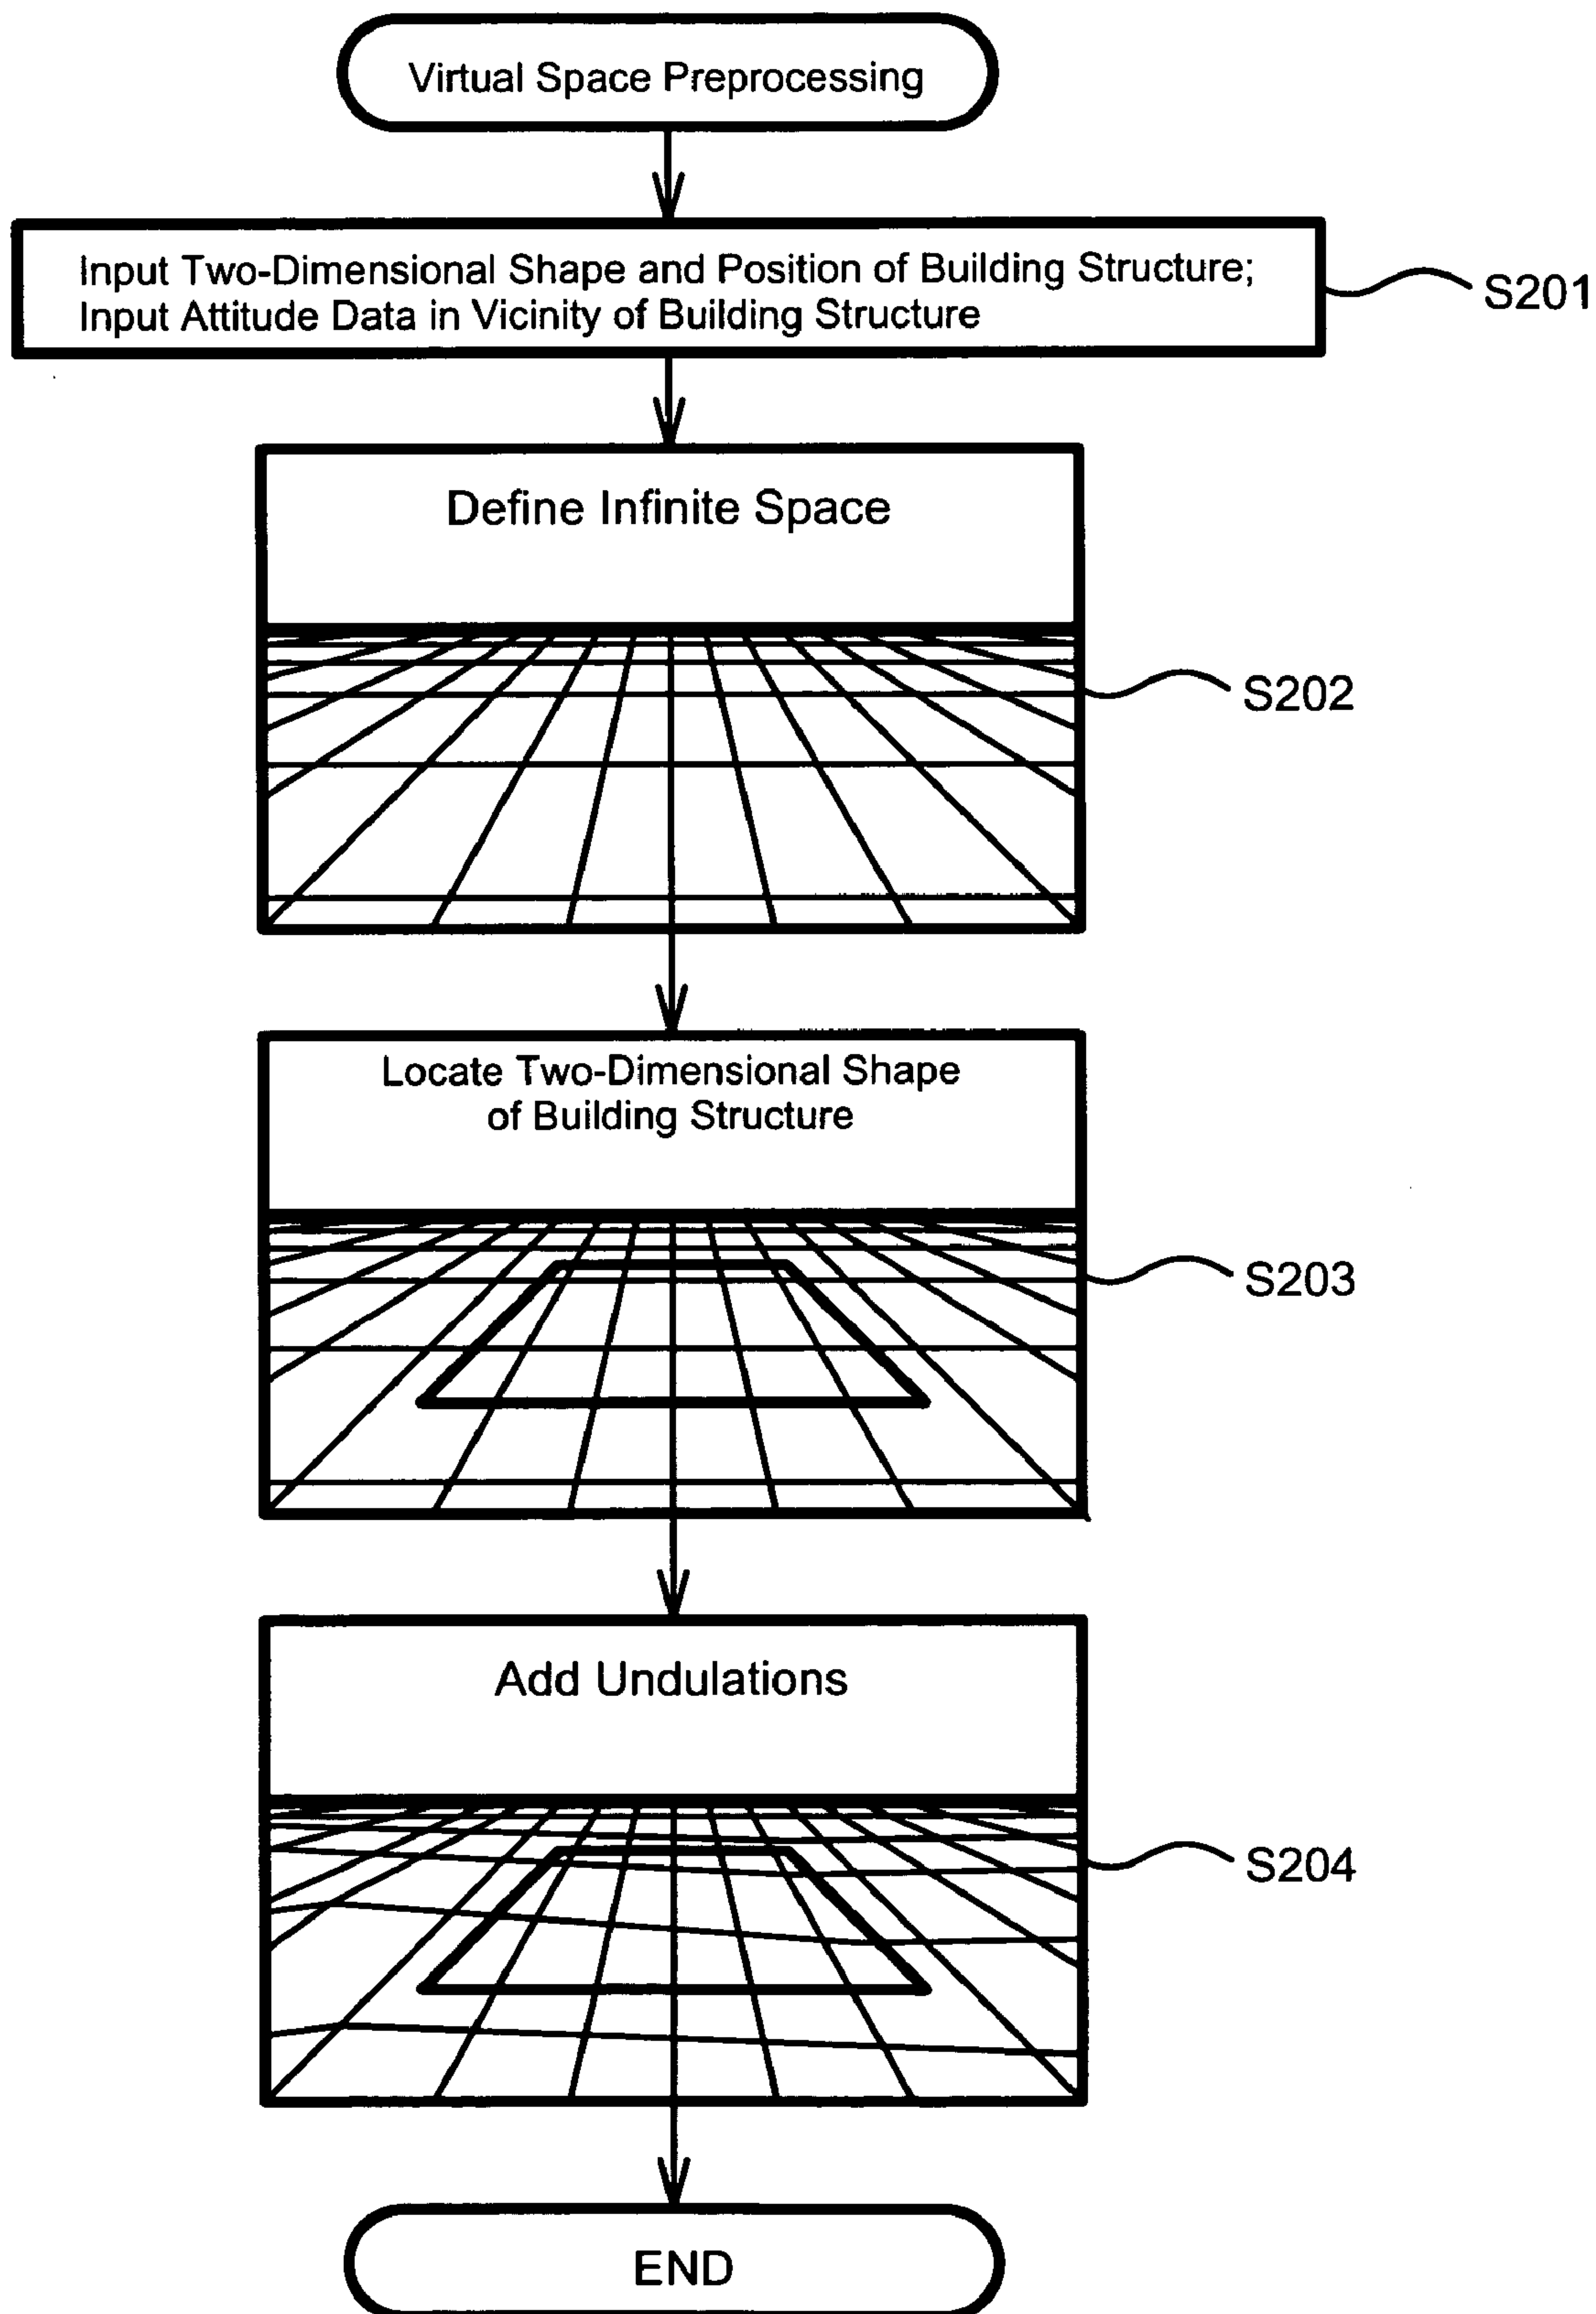 Virtual Space Preprocessing
Input Two-Dimensional Shape and Position of Building Structure;
Input Attitude Data in Vicinity of Building Structure
S201
Define Infinite Space
S202
Locate Two-Dimensional Shape
of Building Structure
S203
Add Undulations
S204
END